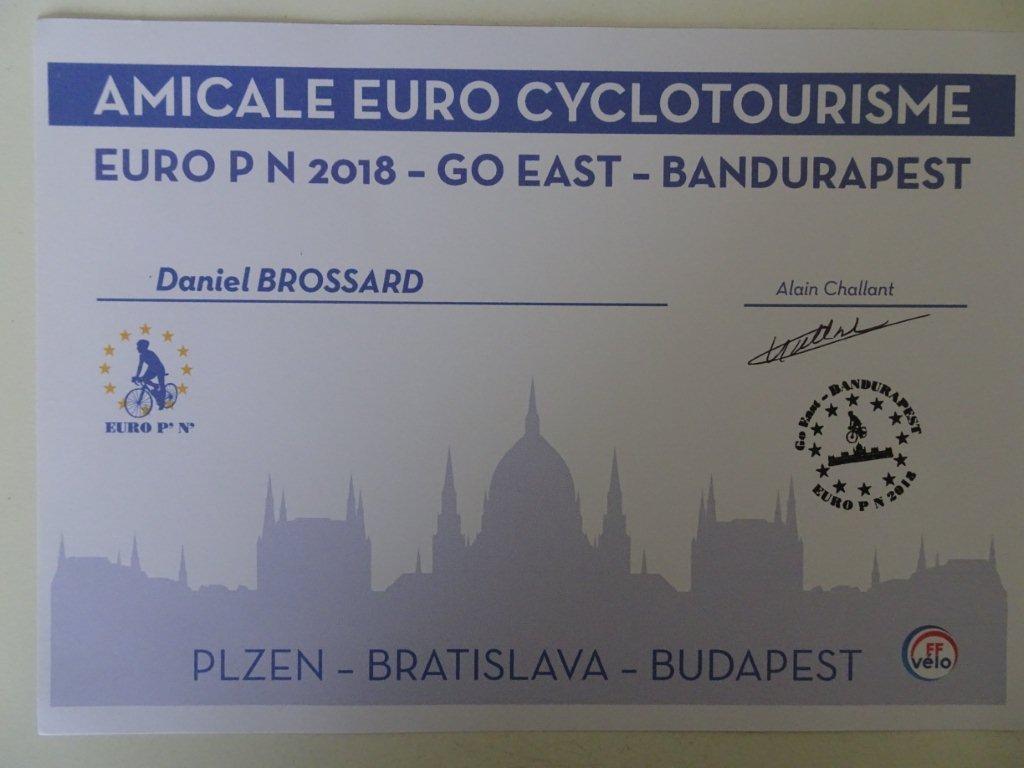 AMICALE EURO CYCLOTOURISME
EURO P N 2018 – GO EAST – BANDURAPEST
Daniel BROSSARD
Alain Challant
EURO P' N'
Go East - BANDURAPEST
EURO P N 2018
PLZEN – BRATISLAVA – BUDAPEST
FF
vélo